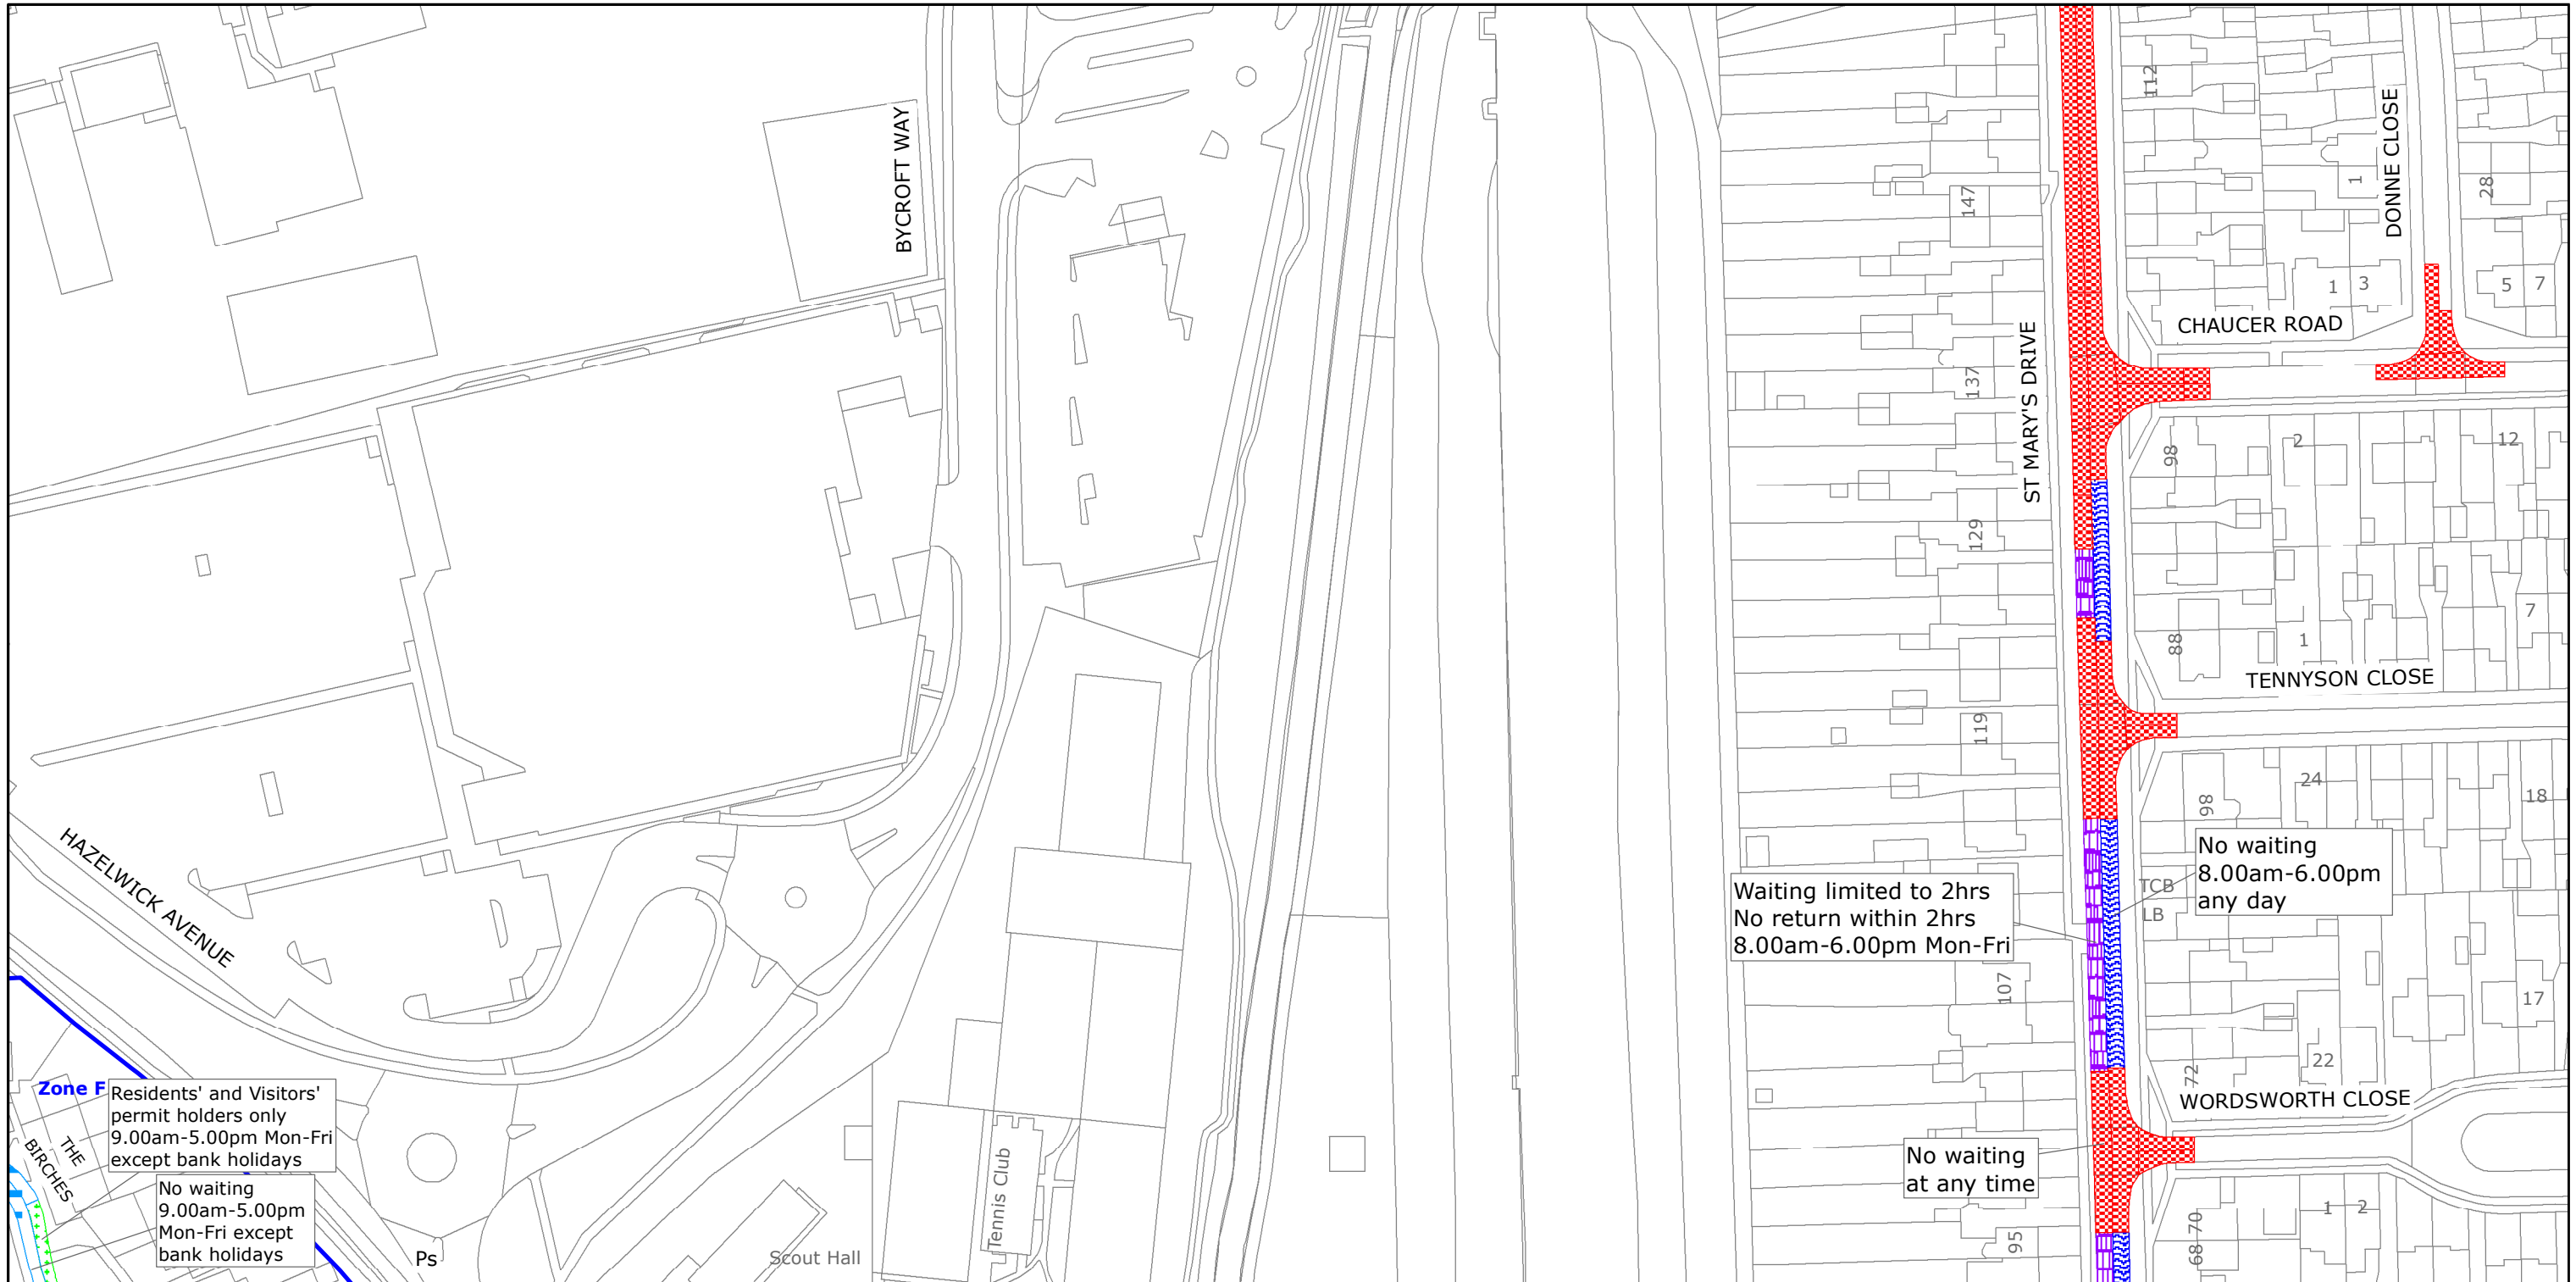 BYCROFT WAY
112
DONNE CLOSE
1
28
147
1
3
5
7
CHAUCER ROAD
ST MARY'S DRIVE
137
98
2
12
129
7
88
1
TENNYSON CLOSE
119
24
98
18
HAZELWICK AVENUE
No waiting
8.00am-6.00pm
any day
TCB
LB
Waiting limited to 2hrs
No return within 2hrs
8.00am-6.00pm Mon-Fri
107
17
22
72
WORDSWORTH CLOSE
Zone F
Residents' and Visitors'
permit holders only
9.00am-5.00pm Mon-Fri
except bank holidays
THE
BIRCHES
No waiting
9.00am-5.00pm
Mon-Fri except
bank holidays
Ps
Scout Hall
Tennis Club
No waiting
at any time
95
68-70
1
2